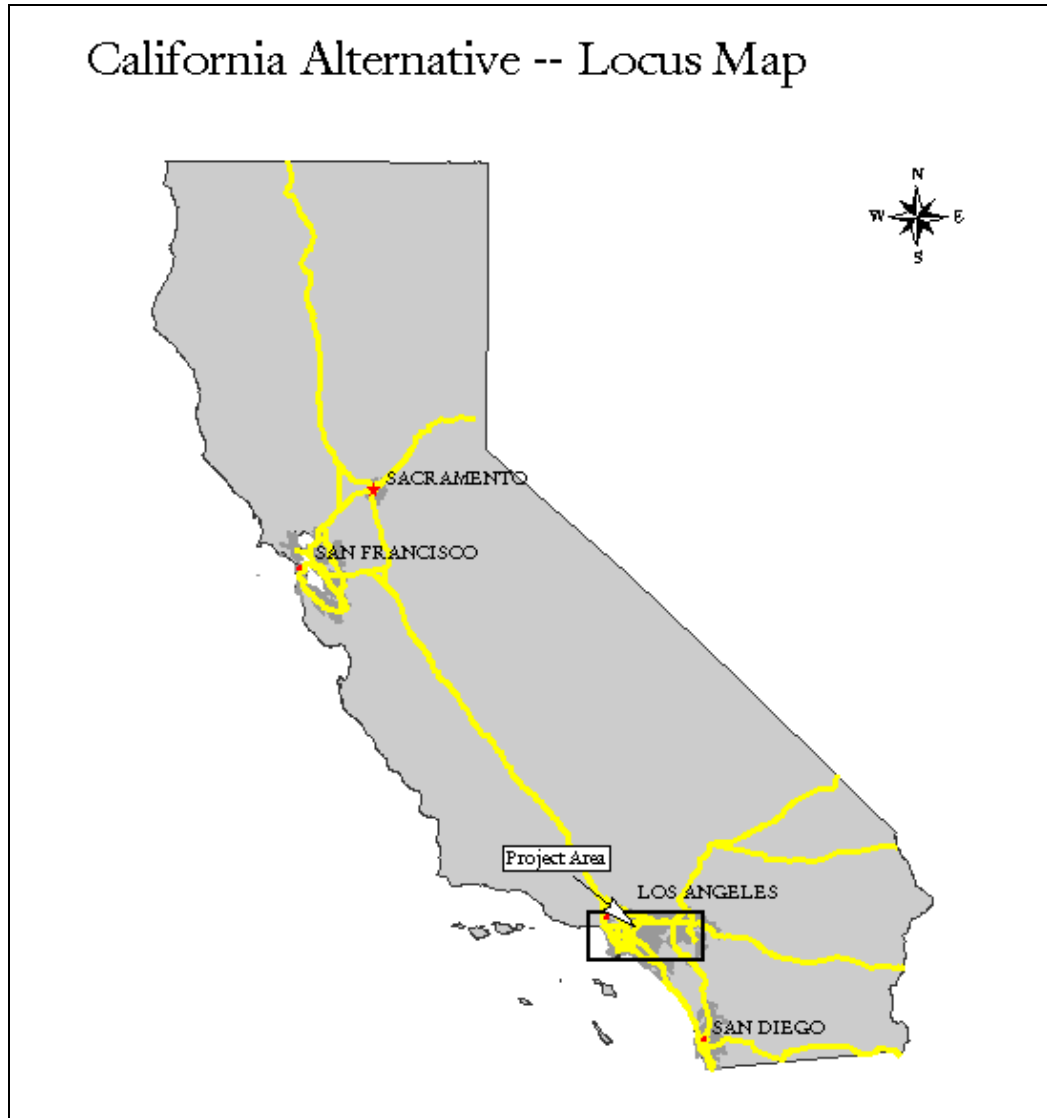 California Alternative -- Locus Map
N
W E
S
SACRAMENTO
SAN FRANCISCO
Project Area
LOS ANGELES
SAN DIEGO